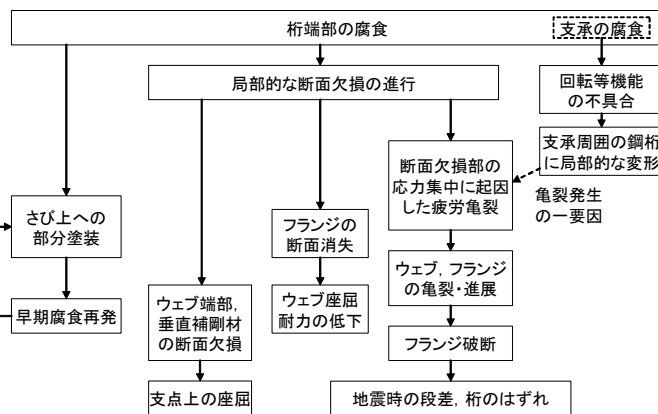 桁端部の腐食
支承の腐食
局部的な断面欠損の進行
回転等機能
の不具合
支承周囲の鋼桁
に局部的な変形
断面欠損部の
応力集中に起因
した疲労亀裂
亀裂発生
の一要因
さび上への
部分塗装
フランジの
断面消失
ウェブ, フランジ
の亀裂・進展
早期腐食再発
ウェブ端部,
垂直補剛材
の断面欠損
ウェブ座屈
耐力の低下
フランジ破断
支点上の座屈
地震時の段差, 桁のはずれ